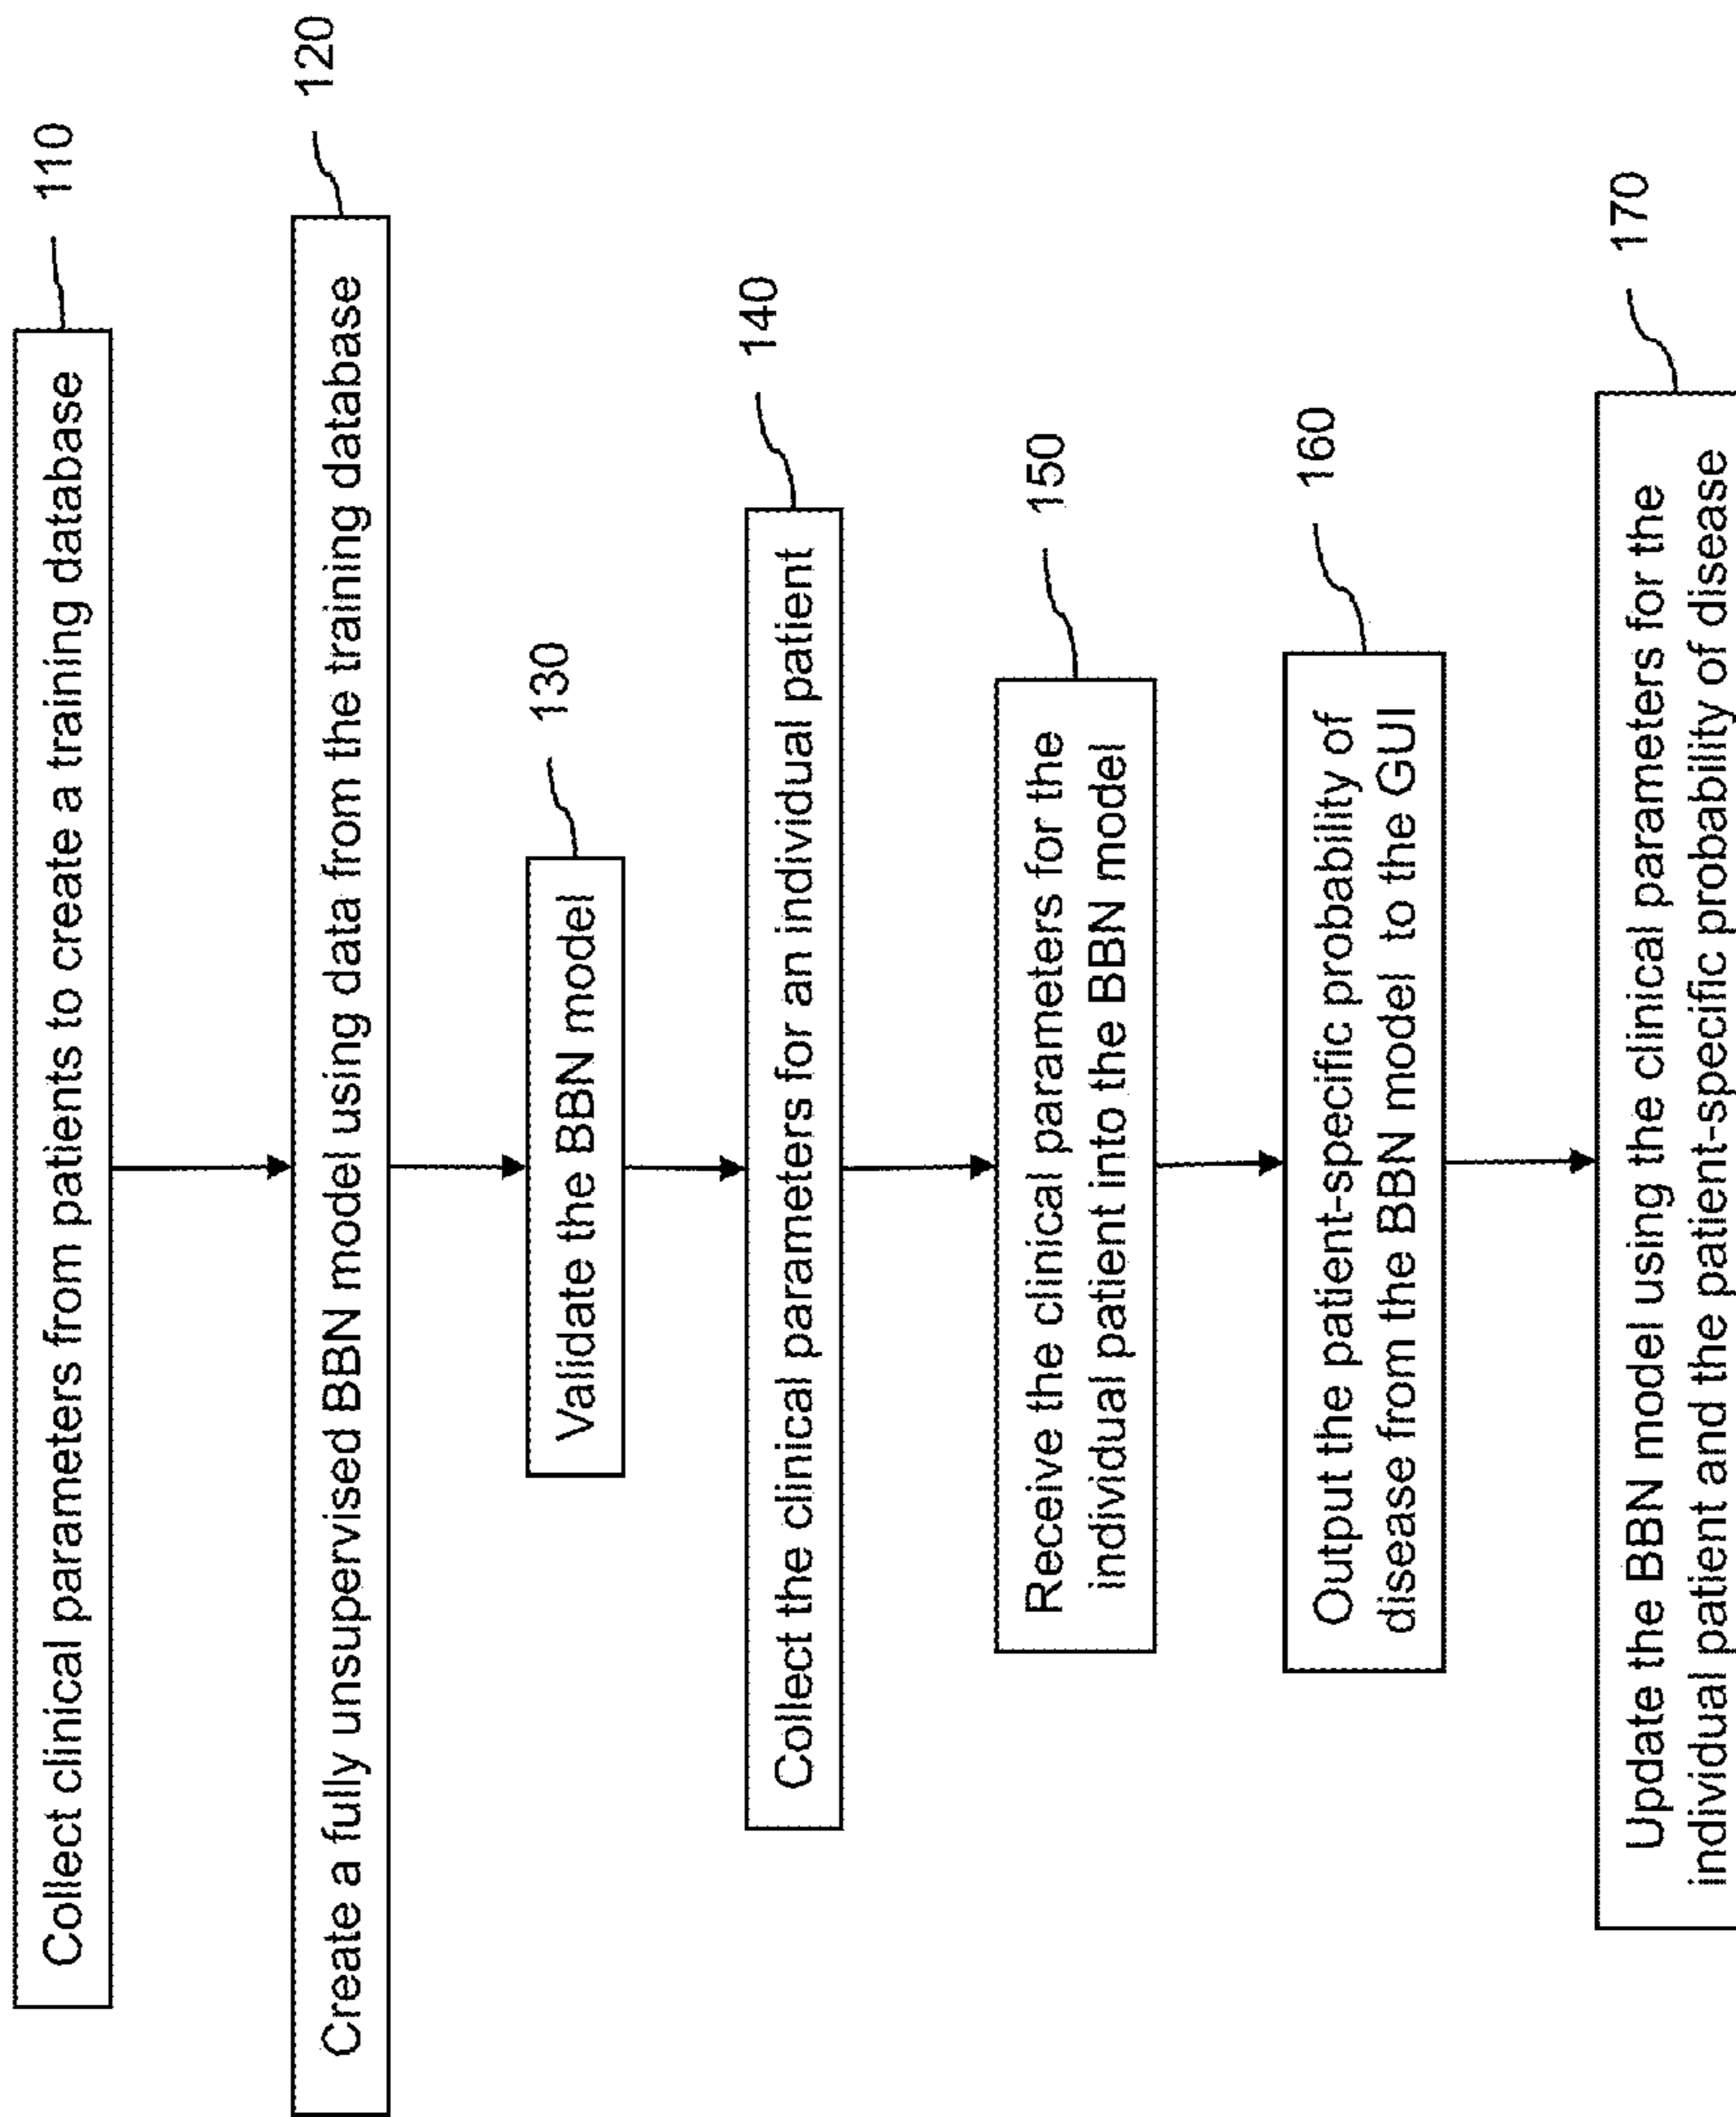 Collect clinical parameters from patients to create a training database
110
Create a fully unsupervised BBN model using data from the training database
120
Validate the BBN model
130
Collect the clinical parameters for an individual patient
140
Receive the clinical parameters for the
individual patient into the BBN model
150
Output the patient-specific probability of
disease from the BBN model to the GUI
160
Update the BBN model using the clinical parameters for the
individual patient and the patient-specific probability of disease
170